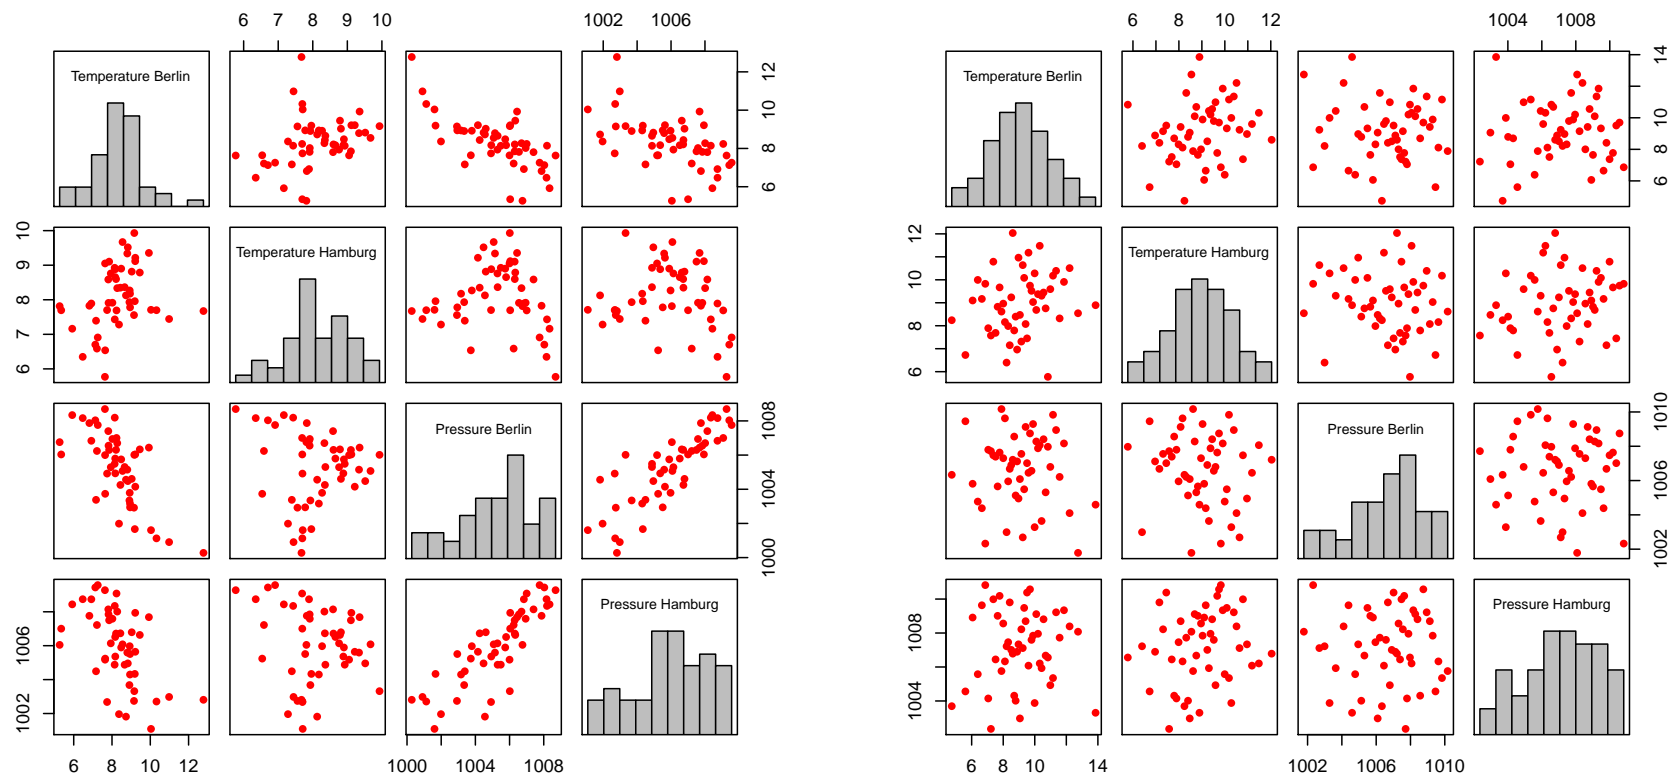 6 7 8 9 10 1002 1006 6 8 10 12 1004 1008
Temperature Berlin
6 8 10 12
Temperature Berlin
6 8 10 12 14
6 7 8 9 10
Temperature Hamburg
6 8 10 12
Temperature Hamburg
Pressure Berlin
1000 1004 1008
Pressure Berlin
1002 1006 1010
1002 1006
Pressure Hamburg
1004 1008
Pressure Hamburg
6 8 10 12 1000 1004 1008 6 8 10 14 1002 1006 1010